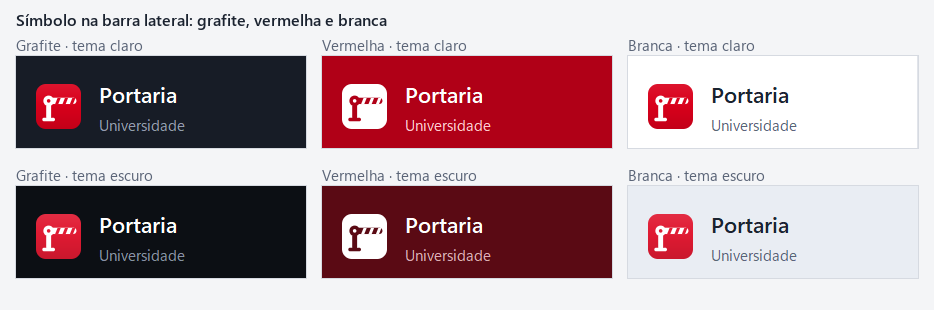 Símbolo na barra lateral: grafite, vermelha e branca
Grafite · tema claro
Vermelha · tema claro
Branca · tema claro
Portaria
Universidade
Portaria
Universidade
Portaria
Universidade
Grafite · tema escuro
Vermelha · tema escuro
Branca · tema escuro
Portaria
Universidade
Portaria
Universidade
Portaria
Universidade